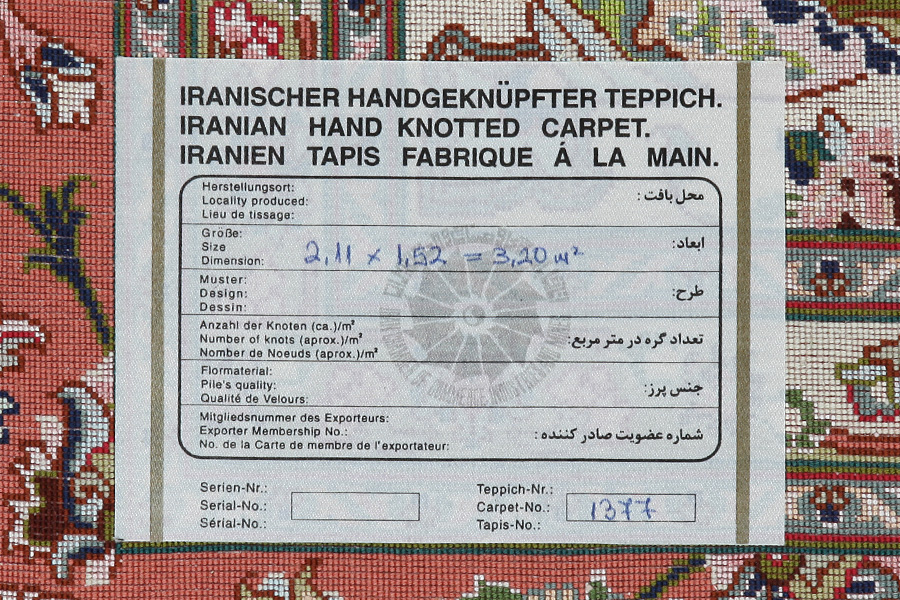 IRANISCHER HANDGEKNÜPFTER TEPPICH.
IRANIAN HAND KNOTTED CARPET.
IRANIEN TAPIS FABRIQUE Á LA MAIN.
Herstellungsort:
Locality produced:
Lieu de tissage:
محل بافت :
Größe:
Size
Dimension:
2,11 x 1,52 = 3,20 m²
ابعاد:
Muster:
Design:
Dessin:
طرح:
Anzahl der Knoten (ca.)/m²
Number of knots (aprox.)/m²
Nombre de Noeuds (aprox.)/m²
تعداد گره در متر مربع:
Flormaterial:
Pile's quality:
Qualité de Velours:
جنس پرز:
Mitgliedsnummer des Exporteurs:
Exporter Membership No.:
No. de la Carte de membre de l'exportateur:
شماره عضویت صادر کننده :
Serien-Nr.:
Serial-No.:
Sérial-No.:
Teppich-Nr.:
Carpet-No.:
Tapis-No.:
1377